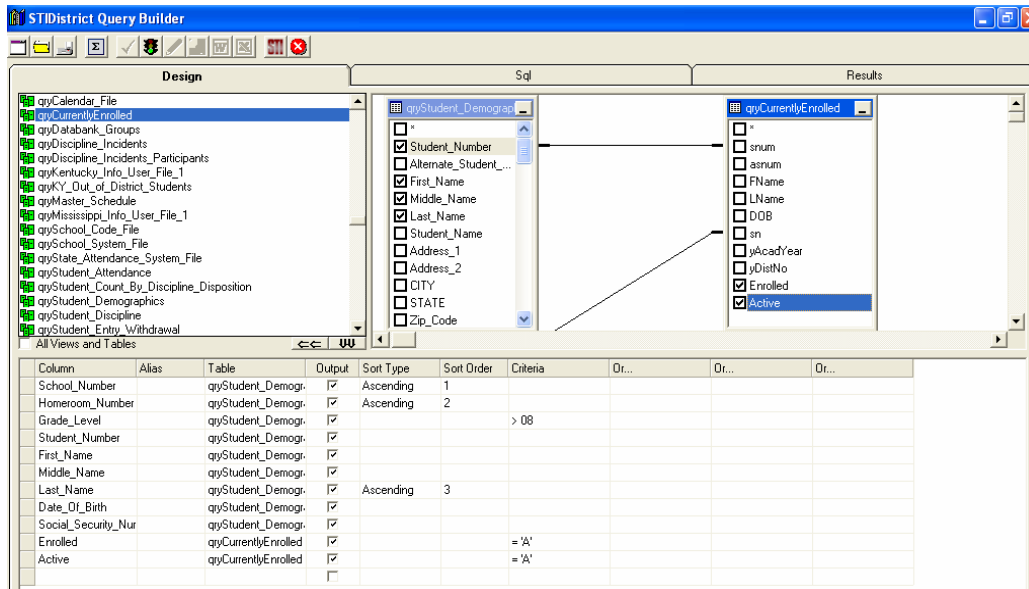 STIDistrict Query Builder
Design Sql Results
qryCalendar_File
qryCurrentlyEnrolled
qryDatabank_Groups
qryDiscipline_Incidents
qryDiscipline_Incidents_Participants
qryKentucky_Info_User_File_1
qryKY_Out_of_District_Students
qryMaster_Schedule
qryMississippi_Info_User_File_1
qrySchool_Code_File
qrySchool_System_File
qryState_Attendance_System_File
qryStudent_Attendance
qryStudent_Count_By_Discipline_Disposition
qryStudent_Demographics
qryStudent_Discipline
qryStudent_Entry_Withdrawal
All Views and Tables
qryStudent_Demograp
*
Student_Number
Alternate_Student_...
First_Name
Middle_Name
Last_Name
Student_Name
Address_1
Address_2
CITY
STATE
Zip_Code
qryCurrentlyEnrolled
*
snum
asnum
FName
LName
DOB
sn
yAcadYear
yDistNo
Enrolled
Active
Column Alias Table Output Sort Type Sort Order Criteria Or... Or... Or...
School_Number qryStudent_Demogr. Ascending 1
Homeroom_Number qryStudent_Demogr. Ascending 2
Grade_Level qryStudent_Demogr. > 08
Student_Number qryStudent_Demogr.
First_Name qryStudent_Demogr.
Middle_Name qryStudent_Demogr.
Last_Name qryStudent_Demogr. Ascending 3
Date_Of_Birth qryStudent_Demogr.
Social_Security_Nur qryStudent_Demogr.
Enrolled qryCurrentlyEnrolled = 'A'
Active qryCurrentlyEnrolled = 'A'